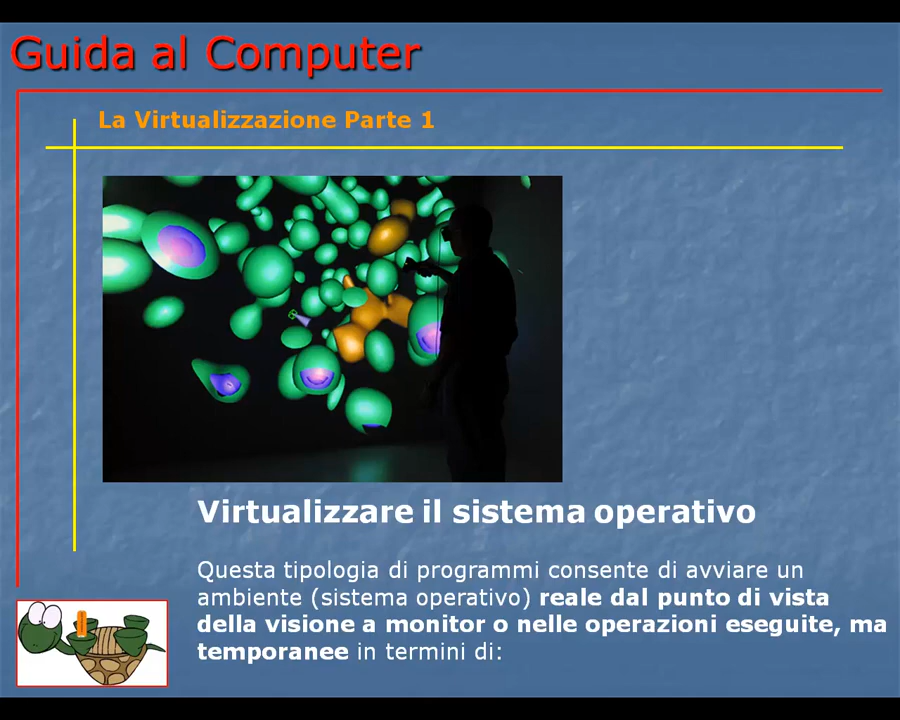 Guida al Computer
La Virtualizzazione Parte 1
Virtualizzare il sistema operativo
Questa tipologia di programmi consente di avviare un
ambiente (sistema operativo) reale dal punto di vista
della visione a monitor o nelle operazioni eseguite, ma
temporanee in termini di: